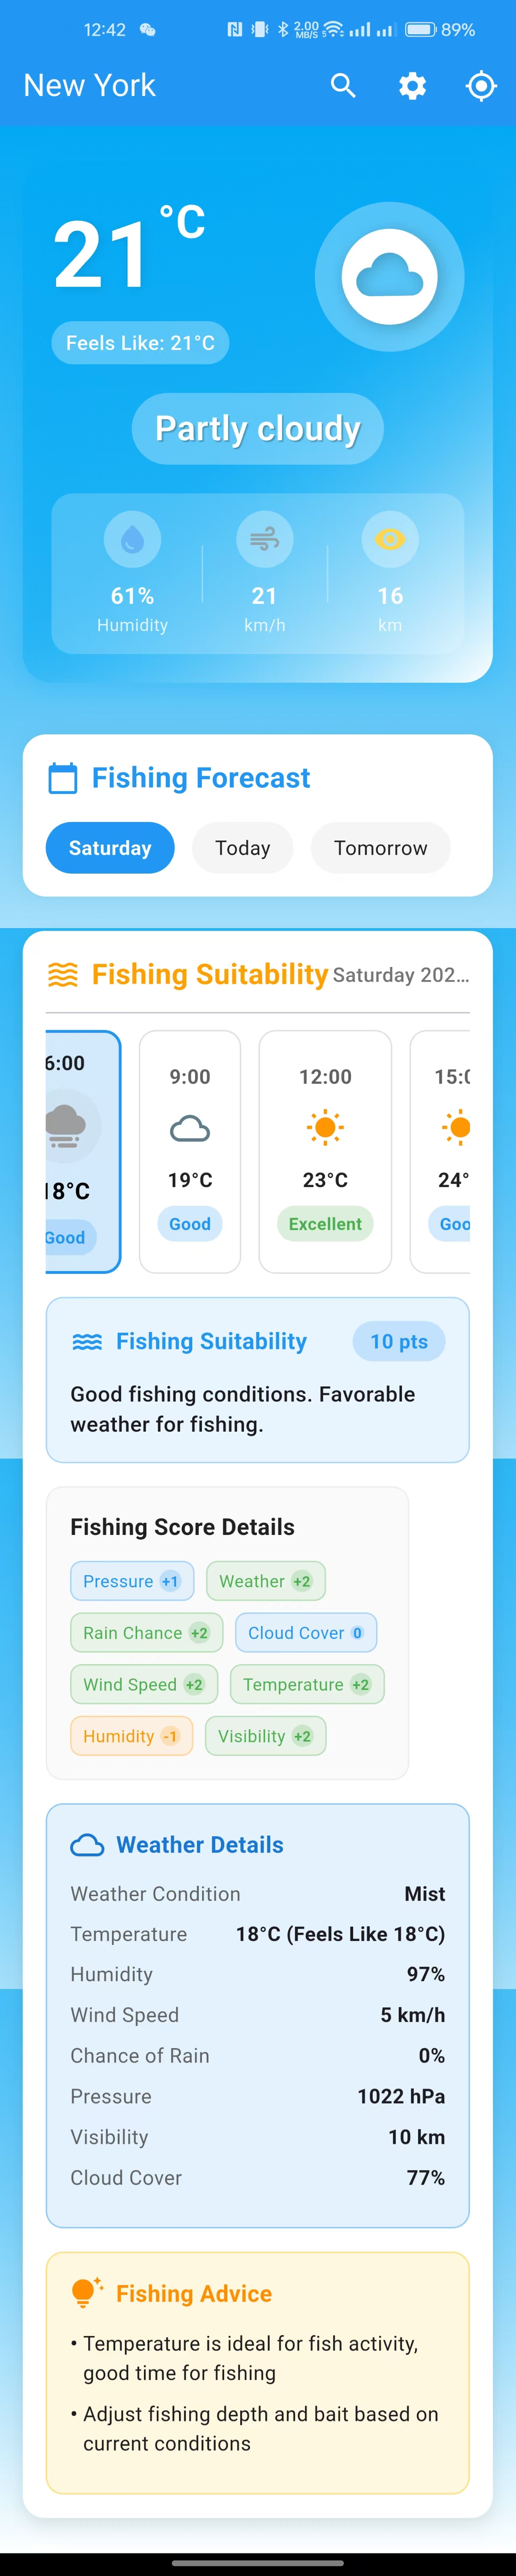 12:42 2.00 MB/S 5 89%
New York
21°C
Feels Like: 21°C
Partly cloudy
61% 21 16
Humidity km/h km
Fishing Forecast
Saturday Today Tomorrow
Fishing Suitability Saturday 202...
6:00 9:00 12:00 15:0
18°C 19°C 23°C 24°
Good Good Excellent Goo
Fishing Suitability 10 pts
Good fishing conditions. Favorable
weather for fishing.
Fishing Score Details
Pressure +1 Weather +2
Rain Chance +2 Cloud Cover 0
Wind Speed +2 Temperature +2
Humidity -1 Visibility +2
Weather Details
Weather Condition Mist
Temperature 18°C (Feels Like 18°C)
Humidity 97%
Wind Speed 5 km/h
Chance of Rain 0%
Pressure 1022 hPa
Visibility 10 km
Cloud Cover 77%
Fishing Advice
• Temperature is ideal for fish activity,
good time for fishing
• Adjust fishing depth and bait based on
current conditions